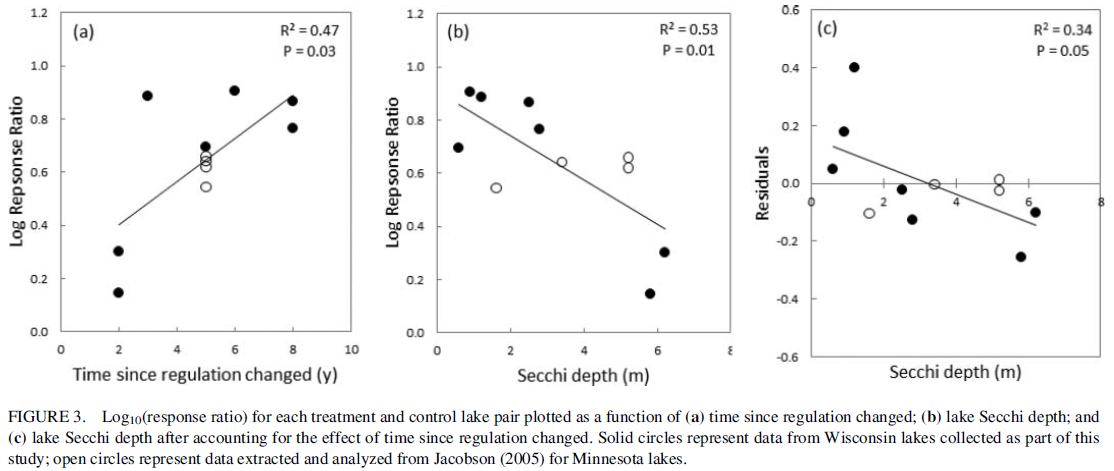 (a)
R² = 0.47
P = 0.03
Log Repsonse Ratio
1.2
1.0
0.8
0.6
0.4
0.2
0.0
0 2 4 6 8 10
Time since regulation changed (y)
(b)
R² = 0.53
P = 0.01
Log Repsonse Ratio
1.2
1.0
0.8
0.6
0.4
0.2
0.0
0 2 4 6
Secchi depth (m)
(c)
R² = 0.34
P = 0.05
Residuals
0.6
0.4
0.2
0.0
-0.2
-0.4
-0.6
0 2 4 6 8
Secchi depth (m)
FIGURE 3. Log₁₀(response ratio) for each treatment and control lake pair plotted as a function of (a) time since regulation changed; (b) lake Secchi depth; and
(c) lake Secchi depth after accounting for the effect of time since regulation changed. Solid circles represent data from Wisconsin lakes collected as part of this
study; open circles represent data extracted and analyzed from Jacobson (2005) for Minnesota lakes.